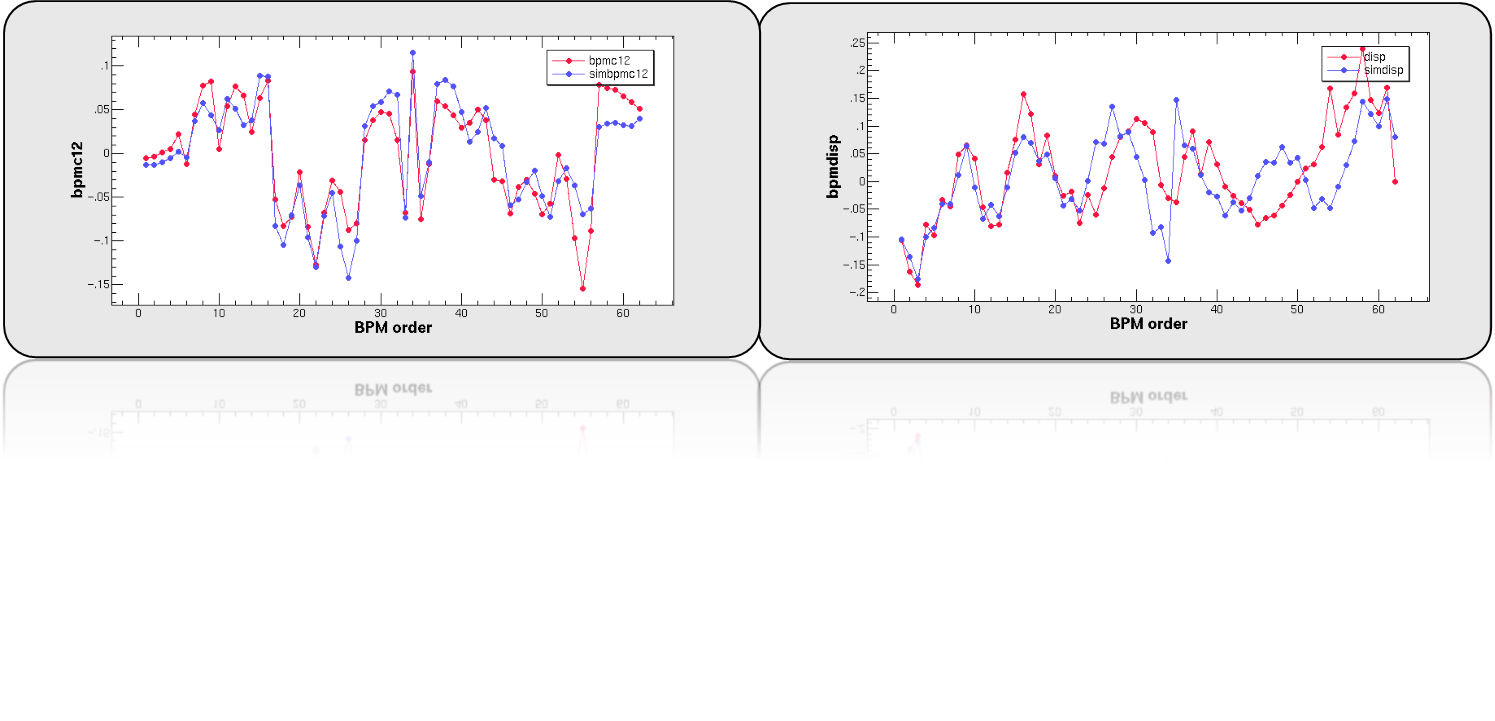 bpmc12
simbpmc12
.1
.05
0
-.05
-.1
-.15
bpmc12
0 10 20 30 40 50 60
BPM order
disp
simdisp
.25
.2
.15
.1
.05
0
-.05
-.1
-.15
-.2
bpmdisp
0 10 20 30 40 50 60
BPM order